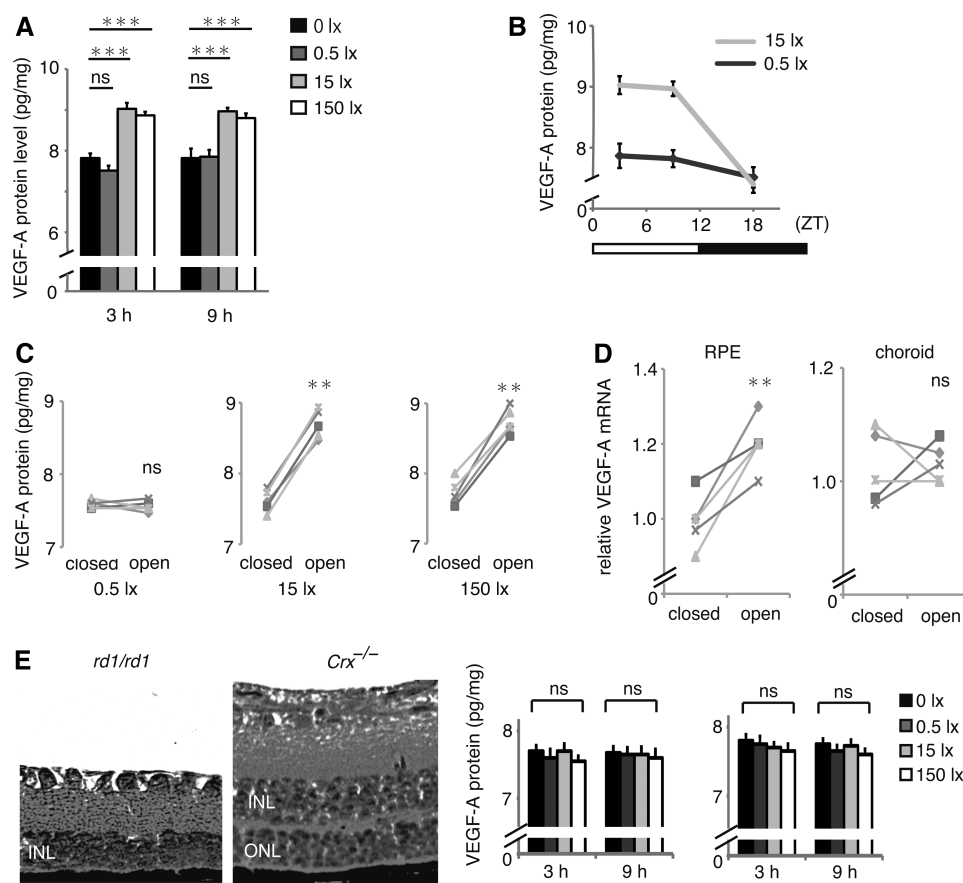 A
VEGF-A protein level (pg/mg)
10
8
6
0
*** ***
*** ***
ns ns
3 h 9 h
0 lx
0.5 lx
15 lx
150 lx
B
VEGF-A protein (pg/mg)
10
9
8
0
15 lx
0.5 lx
0 6 12 18 (ZT)
C
VEGF-A protein (pg/mg)
9
8
7
ns
closed open
0.5 lx
9
8
7
**
closed open
15 lx
9
8
7
**
closed open
150 lx
D
relative VEGF-A mRNA
RPE
1.4
1.2
1.0
0
**
closed open
choroid
1.2
1.0
0
ns
closed open
E
rd1/rd1
INL
Crx−/−
INL
ONL
VEGF-A protein (pg/mg)
8
7
0
ns ns
3 h 9 h
8
7
0
ns ns
3 h 9 h
0 lx
0.5 lx
15 lx
150 lx